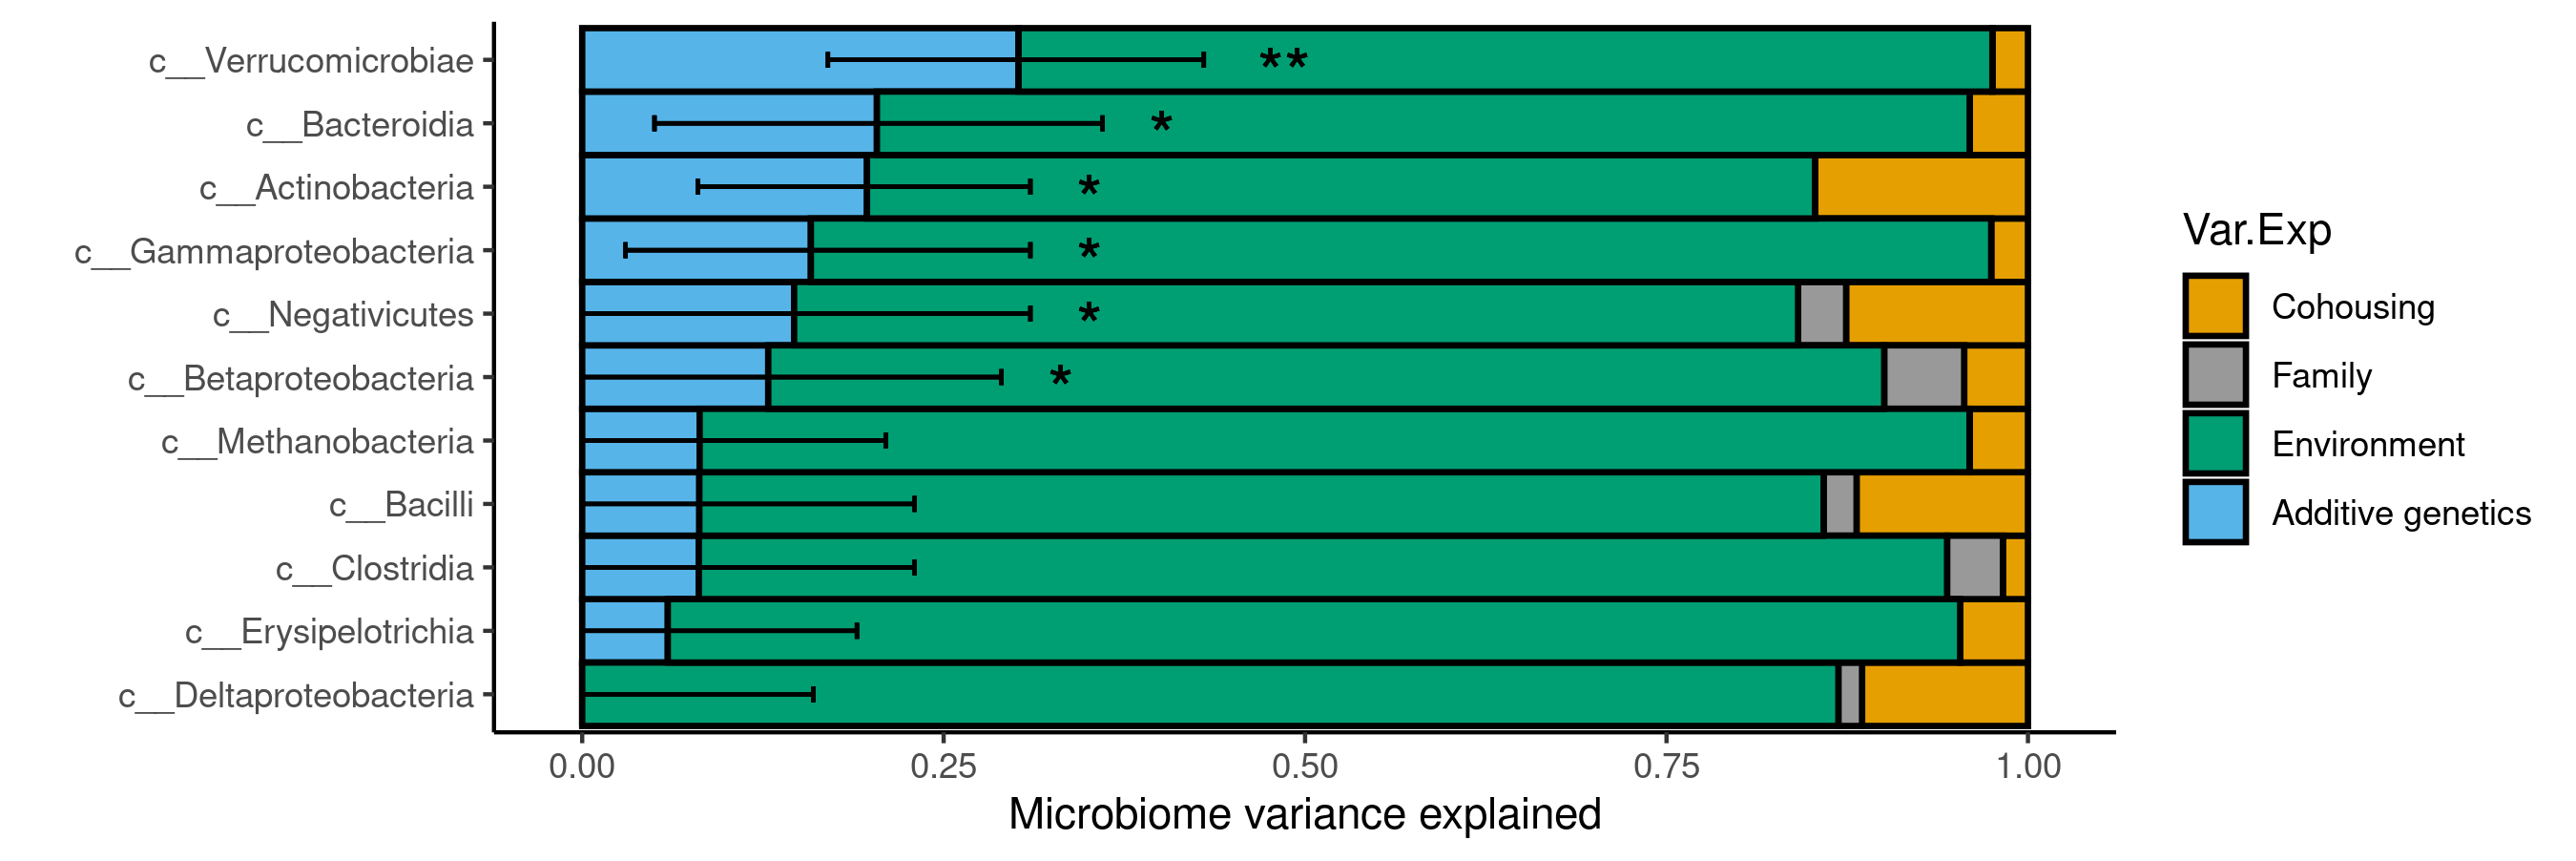 c__Verrucomicrobiae
**
c__Bacteroidia
*
c__Actinobacteria
*
c__Gammaproteobacteria
*
c__Negativicutes
*
c__Betaproteobacteria
*
c__Methanobacteria
c__Bacilli
c__Clostridia
c__Erysipelotrichia
c__Deltaproteobacteria
0.00 0.25 0.50 0.75 1.00
Microbiome variance explained
Var.Exp
Cohousing
Family
Environment
Additive genetics